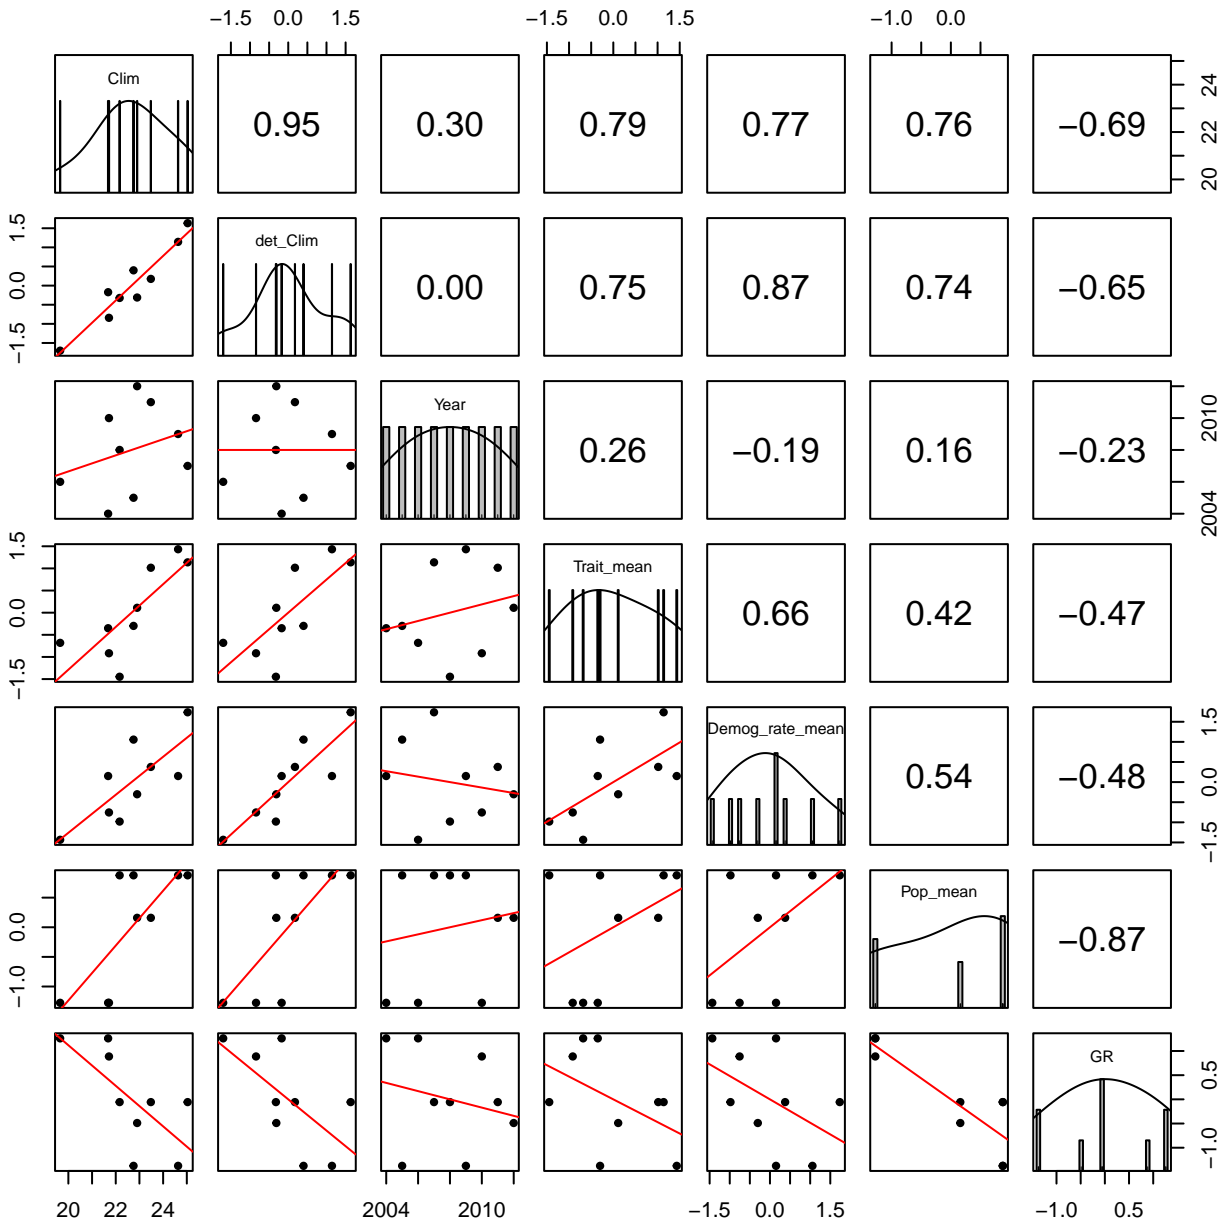 −1.5 0.0 1.5 −1.5 0.0 1.5 −1.0 0.0
Clim 0.95 0.30 0.79 0.77 0.76 −0.69
20 22 24
−1.5 0.0 1.5
det_Clim 0.00 0.75 0.87 0.74 −0.65
Year 0.26 −0.19 0.16 −0.23
2004 2010
−1.5 0.0 1.5
Trait_mean 0.66 0.42 −0.47
Demog_rate_mean 0.54 −0.48
−1.5 0.0 1.5
−1.0 0.0
Pop_mean −0.87
GR
−1.0 0.5
20 22 24 2004 2010 −1.5 0.0 1.5 −1.0 0.5